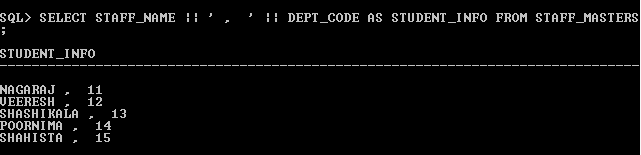 SQL> SELECT STAFF_NAME || ' ,  ' || DEPT_CODE AS STUDENT_INFO FROM STAFF_MASTERS
;
STUDENT_INFO
--------------------------------------------------------------------------------
NAGARAJ ,  11
VEERESH ,  12
SHASHIKALA ,  13
POORNIMA ,  14
SHAHISTA ,  15